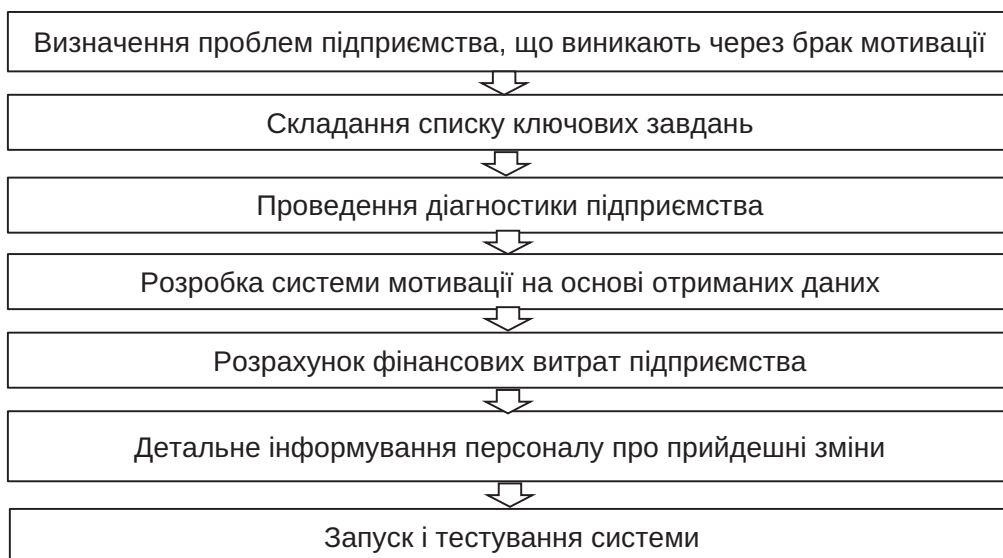 Визначення проблем підприємства, що виникають через брак мотивації
Складання списку ключових завдань
Проведення діагностики підприємства
Розробка системи мотивації на основі отриманих даних
Розрахунок фінансових витрат підприємства
Детальне інформування персоналу про прийдешні зміни
Запуск і тестування системи